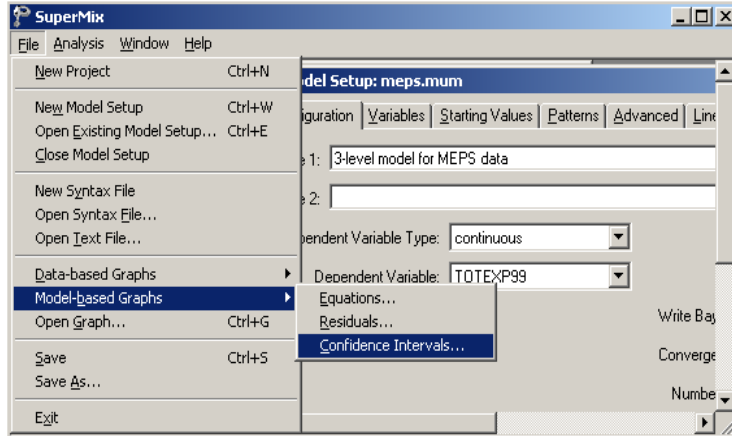 SuperMix
File Analysis Window Help
New Project Ctrl+N
New Model Setup Ctrl+W
Open Existing Model Setup... Ctrl+E
Close Model Setup
New Syntax File
Open Syntax File...
Open Text File...
Data-based Graphs
Model-based Graphs
Open Graph... Ctrl+G
Save Ctrl+S
Save As...
Exit
Equations...
Residuals...
Confidence Intervals...
del Setup: meps.mum
iguration Variables Starting Values Patterns Advanced Line
e 1: 3-level model for MEPS data
e 2:
pendent Variable Type: continuous
Dependent Variable: TOTEXP99
Write Bay
Converge
Numbe